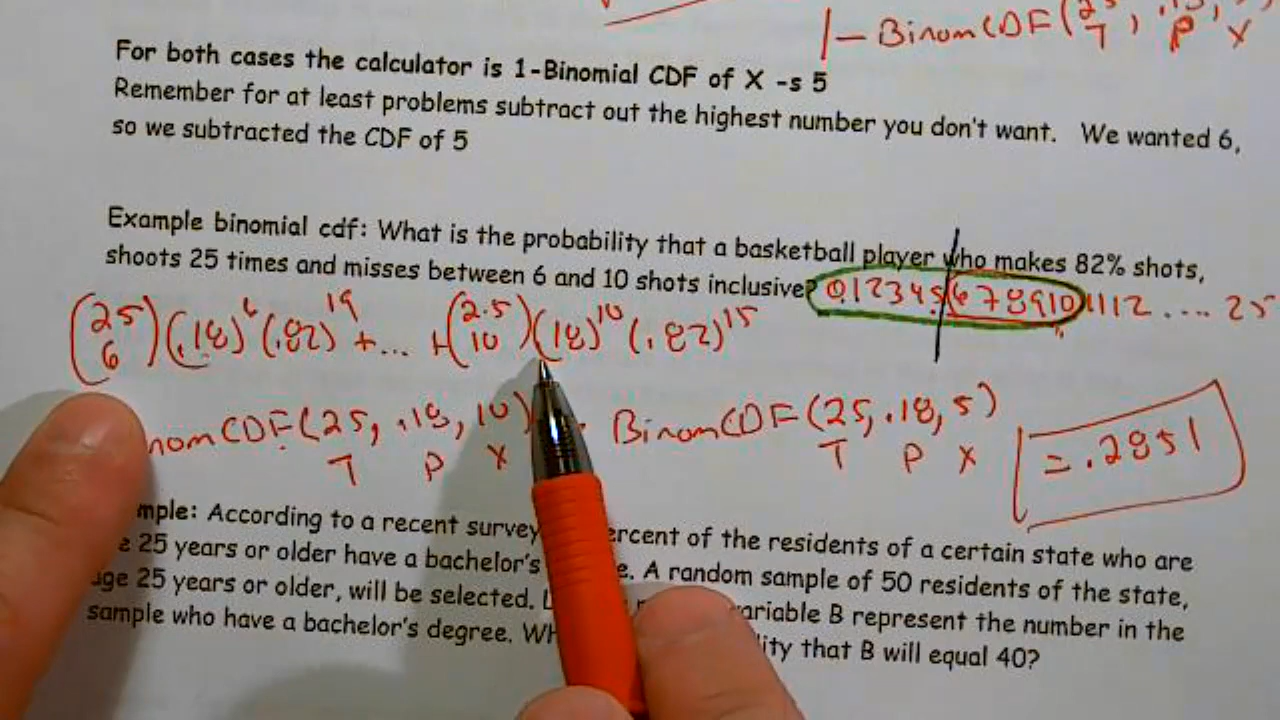 1 - BinomCDF(25, .18,
T P X
For both cases the calculator is 1-Binomial CDF of X -s 5
Remember for at least problems subtract out the highest number you don't want. We wanted 6,
so we subtracted the CDF of 5
Example binomial cdf: What is the probability that a basketball player who makes 82% shots,
shoots 25 times and misses between 6 and 10 shots inclusive? 0 1 2 3 4 5 6 7 8 9 10 11 12 .... 25
(25 6)(.18)^6 (.82)^19 + ... + (2.5 10)(18)^10 (.82)^15
nomCDF(25, .18, 10) - BinomCDF(25, .18, 5)
T P X T P X = .2851
mple: According to a recent survey ercent of the residents of a certain state who are
e 25 years or older have a bachelor's e. A random sample of 50 residents of the state,
age 25 years or older, will be selected. variable B represent the number in the
sample who have a bachelor's degree. ity that B will equal 40?